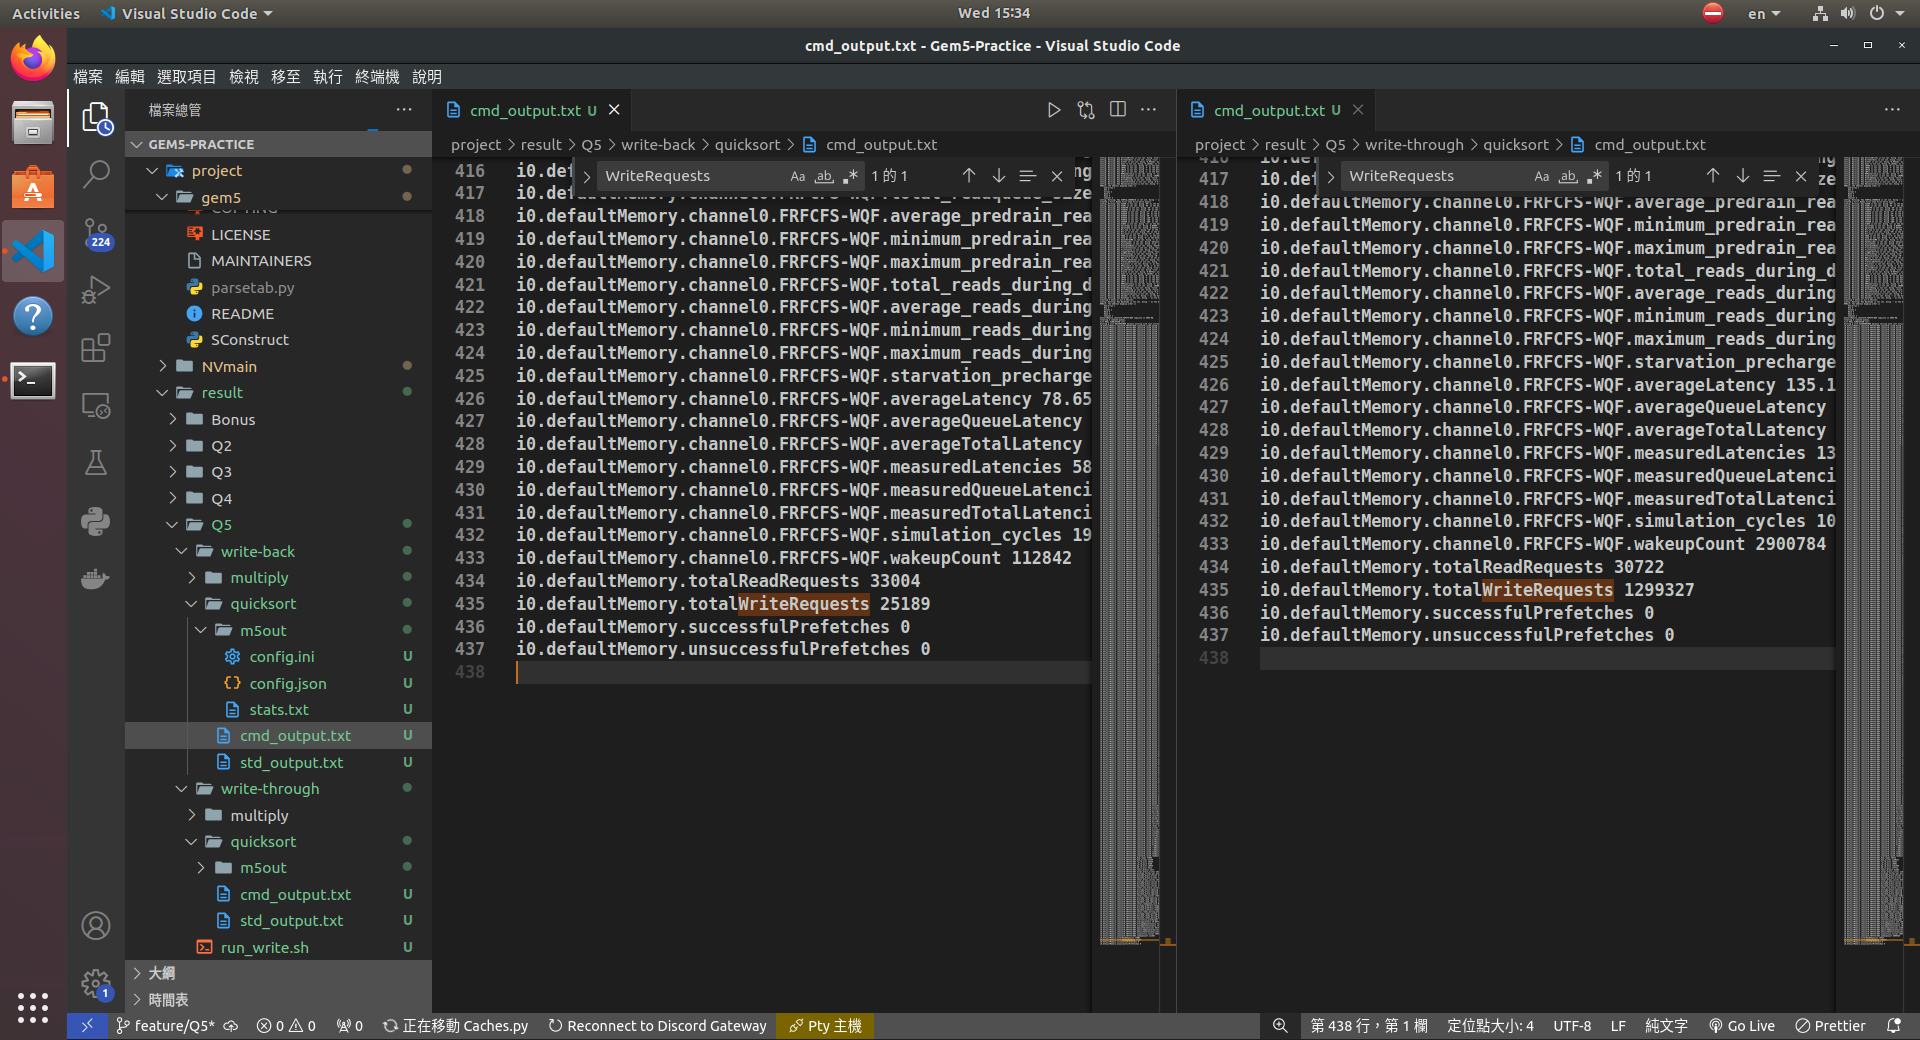 Activities
Visual Studio Code
Wed 15:34
en
cmd_output.txt - Gem5-Practice - Visual Studio Code
檔案 編輯 選取項目 檢視 移至 執行 終端機 說明
檔案總管
GEM5-PRACTICE
project
gem5
LICENSE
MAINTAINERS
parsetab.py
README
SConstruct
NVmain
result
Bonus
Q2
Q3
Q4
Q5
write-back
multiply
quicksort
m5out
config.ini U
config.json U
stats.txt U
cmd_output.txt U
std_output.txt U
write-through
multiply
quicksort
m5out
cmd_output.txt U
std_output.txt U
run_write.sh U
大綱
時間表
224
1
cmd_output.txt U
project > result > Q5 > write-back > quicksort > cmd_output.txt
WriteRequests Aa ab 1 的 1
416 i0.def
417 i0.def
418 i0.defaultMemory.channel0.FRFCFS-WQF.average_predrain_rea
419 i0.defaultMemory.channel0.FRFCFS-WQF.minimum_predrain_rea
420 i0.defaultMemory.channel0.FRFCFS-WQF.maximum_predrain_rea
421 i0.defaultMemory.channel0.FRFCFS-WQF.total_reads_during_d
422 i0.defaultMemory.channel0.FRFCFS-WQF.average_reads_during
423 i0.defaultMemory.channel0.FRFCFS-WQF.minimum_reads_during
424 i0.defaultMemory.channel0.FRFCFS-WQF.maximum_reads_during
425 i0.defaultMemory.channel0.FRFCFS-WQF.starvation_precharge
426 i0.defaultMemory.channel0.FRFCFS-WQF.averageLatency 78.65
427 i0.defaultMemory.channel0.FRFCFS-WQF.averageQueueLatency
428 i0.defaultMemory.channel0.FRFCFS-WQF.averageTotalLatency
429 i0.defaultMemory.channel0.FRFCFS-WQF.measuredLatencies 58
430 i0.defaultMemory.channel0.FRFCFS-WQF.measuredQueueLatenci
431 i0.defaultMemory.channel0.FRFCFS-WQF.measuredTotalLatenci
432 i0.defaultMemory.channel0.FRFCFS-WQF.simulation_cycles 19
433 i0.defaultMemory.channel0.FRFCFS-WQF.wakeupCount 112842
434 i0.defaultMemory.totalReadRequests 33004
435 i0.defaultMemory.totalWriteRequests 25189
436 i0.defaultMemory.successfulPrefetches 0
437 i0.defaultMemory.unsuccessfulPrefetches 0
438
cmd_output.txt U
project > result > Q5 > write-through > quicksort > cmd_output.txt
WriteRequests Aa ab 1 的 1
417 i0.def
418 i0.defaultMemory.channel0.FRFCFS-WQF.average_predrain_rea
419 i0.defaultMemory.channel0.FRFCFS-WQF.minimum_predrain_rea
420 i0.defaultMemory.channel0.FRFCFS-WQF.maximum_predrain_rea
421 i0.defaultMemory.channel0.FRFCFS-WQF.total_reads_during_d
422 i0.defaultMemory.channel0.FRFCFS-WQF.average_reads_during
423 i0.defaultMemory.channel0.FRFCFS-WQF.minimum_reads_during
424 i0.defaultMemory.channel0.FRFCFS-WQF.maximum_reads_during
425 i0.defaultMemory.channel0.FRFCFS-WQF.starvation_precharge
426 i0.defaultMemory.channel0.FRFCFS-WQF.averageLatency 135.1
427 i0.defaultMemory.channel0.FRFCFS-WQF.averageQueueLatency
428 i0.defaultMemory.channel0.FRFCFS-WQF.averageTotalLatency
429 i0.defaultMemory.channel0.FRFCFS-WQF.measuredLatencies 13
430 i0.defaultMemory.channel0.FRFCFS-WQF.measuredQueueLatenci
431 i0.defaultMemory.channel0.FRFCFS-WQF.measuredTotalLatenci
432 i0.defaultMemory.channel0.FRFCFS-WQF.simulation_cycles 10
433 i0.defaultMemory.channel0.FRFCFS-WQF.wakeupCount 2900784
434 i0.defaultMemory.totalReadRequests 30722
435 i0.defaultMemory.totalWriteRequests 1299327
436 i0.defaultMemory.successfulPrefetches 0
437 i0.defaultMemory.unsuccessfulPrefetches 0
438
feature/Q5* 0 0 0 正在移動 Caches.py Reconnect to Discord Gateway Pty 主機 第 438 行，第 1 欄 定位點大小: 4 UTF-8 LF 純文字 Go Live Prettier